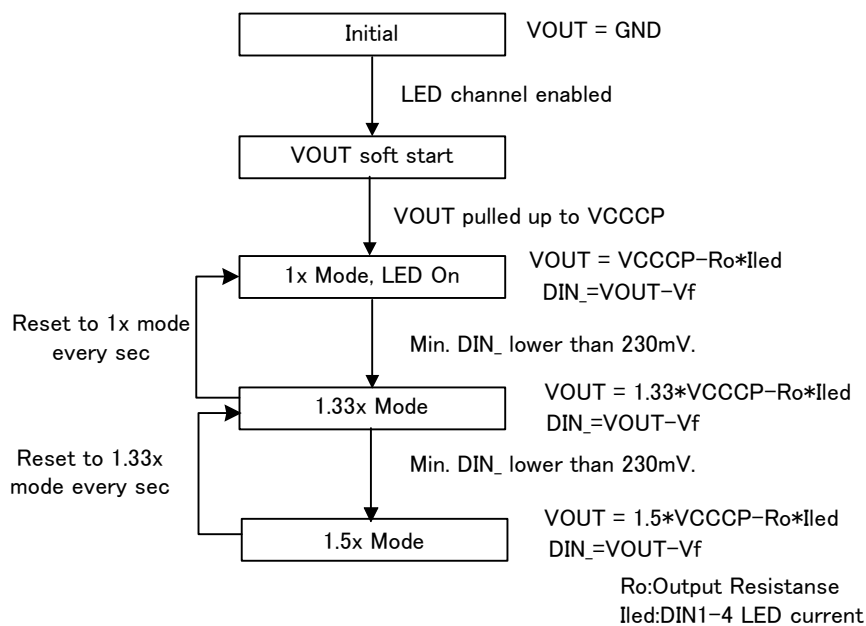 Initial
VOUT = GND
LED channel enabled
VOUT soft start
VOUT pulled up to VCCCP
1x Mode, LED On
VOUT = VCCCP-Ro*Iled
DIN_=VOUT-Vf
Reset to 1x mode
every sec
Min. DIN_ lower than 230mV.
1.33x Mode
VOUT = 1.33*VCCCP-Ro*Iled
DIN_=VOUT-Vf
Reset to 1.33x
mode every sec
Min. DIN_ lower than 230mV.
1.5x Mode
VOUT = 1.5*VCCCP-Ro*Iled
DIN_=VOUT-Vf
Ro:Output Resistanse
Iled:DIN1-4 LED current